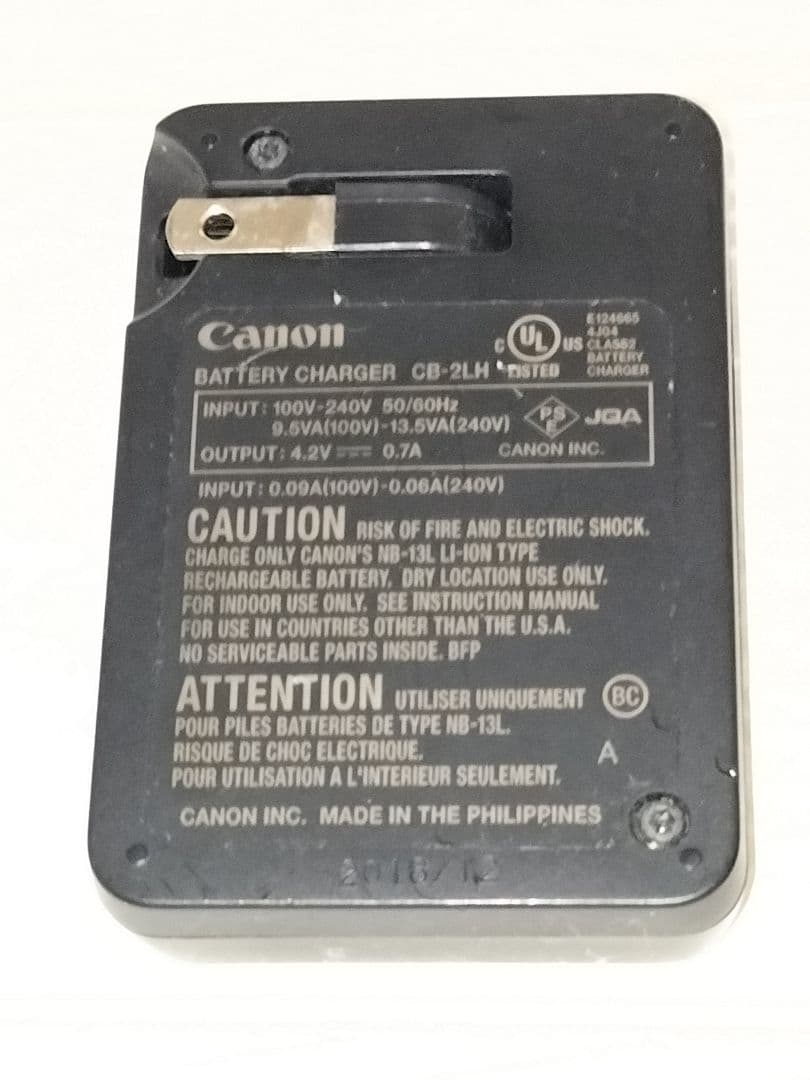 Canon
C UL US
LISTED
E124665
4J04
CLASS2
BATTERY
CHARGER
BATTERY CHARGER CB-2LH
INPUT: 100V-240V 50/60Hz
9.5VA(100V)-13.5VA(240V)
PS
E
JQA
OUTPUT: 4.2V ⎓ 0.7A
CANON INC.
INPUT: 0.09A(100V)-0.06A(240V)
CAUTION RISK OF FIRE AND ELECTRIC SHOCK.
CHARGE ONLY CANON'S NB-13L LI-ION TYPE
RECHARGEABLE BATTERY. DRY LOCATION USE ONLY.
FOR INDOOR USE ONLY. SEE INSTRUCTION MANUAL
FOR USE IN COUNTRIES OTHER THAN THE U.S.A.
NO SERVICEABLE PARTS INSIDE. BFP
ATTENTION UTILISER UNIQUEMENT
BC
POUR PILES BATTERIES DE TYPE NB-13L.
RISQUE DE CHOC ELECTRIQUE.
A
POUR UTILISATION A L'INTERIEUR SEULEMENT.
CANON INC. MADE IN THE PHILIPPINES
2018/12